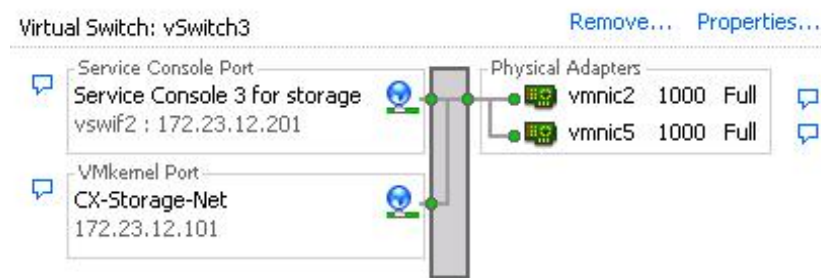 Virtual Switch: vSwitch3 Remove... Properties...
Service Console Port
Service Console 3 for storage
vswif2 : 172.23.12.201
VMkernel Port
CX-Storage-Net
172.23.12.101
Physical Adapters
vmnic2 1000 Full
vmnic5 1000 Full